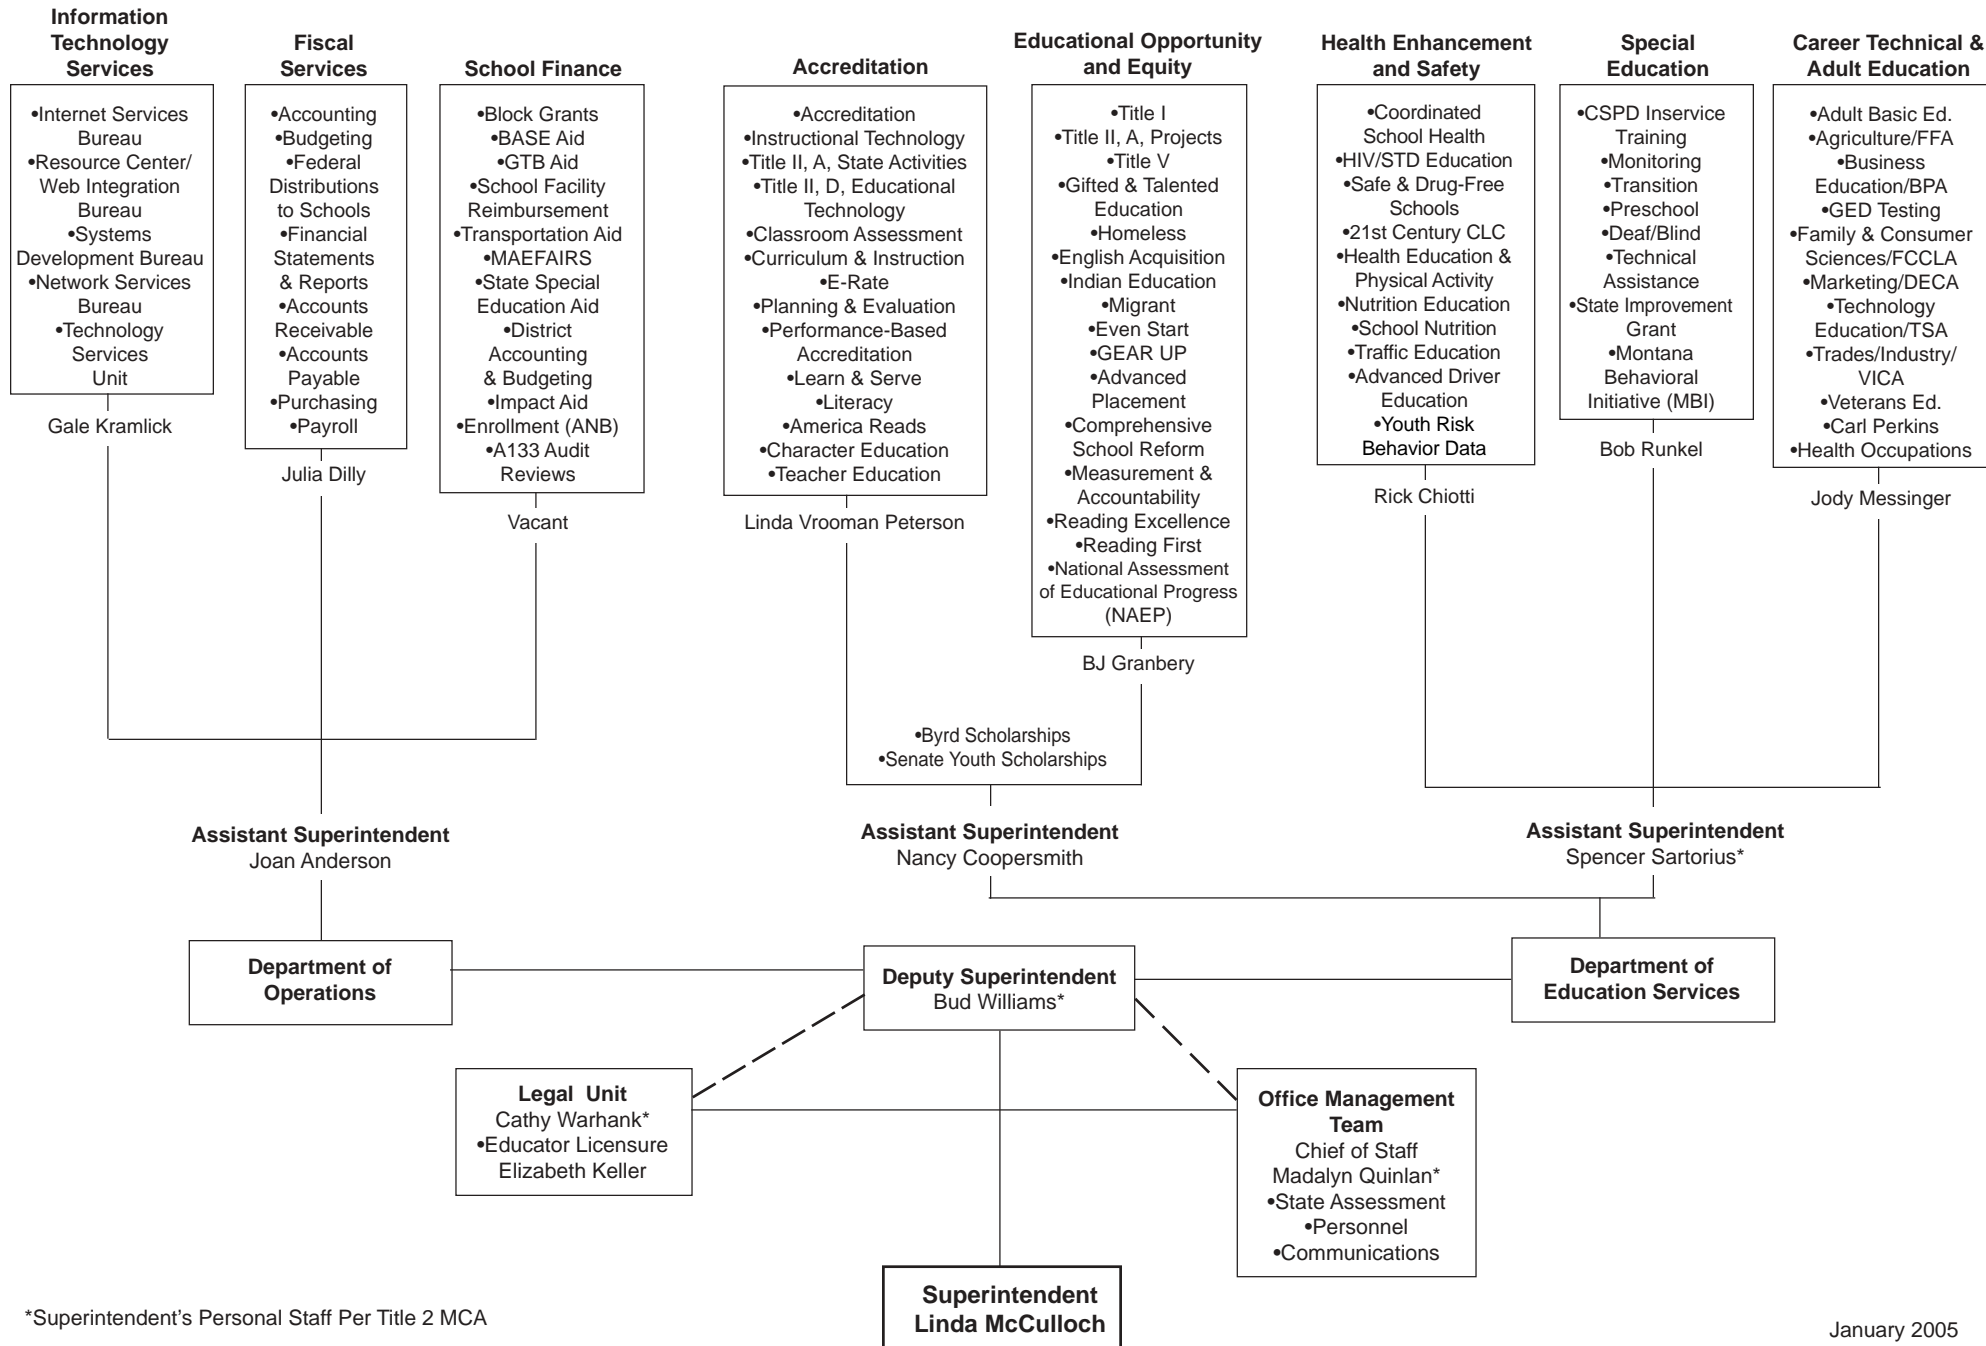 Information
Technology
Services
•Internet Services
Bureau
•Resource Center/
Web Integration
Bureau
•Systems
Development Bureau
•Network Services
Bureau
•Technology
Services
Unit
Gale Kramlick
Fiscal
Services
•Accounting
•Budgeting
•Federal
Distributions
to Schools
•Financial
Statements
& Reports
•Accounts
Receivable
•Accounts
Payable
•Purchasing
•Payroll
Julia Dilly
School Finance
•Block Grants
•BASE Aid
•GTB Aid
•School Facility
Reimbursement
•Transportation Aid
•MAEFAIRS
•State Special
Education Aid
•District
Accounting
& Budgeting
•Impact Aid
•Enrollment (ANB)
•A133 Audit
Reviews
Vacant
Accreditation
•Accreditation
•Instructional Technology
•Title II, A, State Activities
•Title II, D, Educational
Technology
•Classroom Assessment
•Curriculum & Instruction
•E-Rate
•Planning & Evaluation
•Performance-Based
Accreditation
•Learn & Serve
•Literacy
•America Reads
•Character Education
•Teacher Education
Linda Vrooman Peterson
Educational Opportunity
and Equity
•Title I
•Title II, A, Projects
•Title V
•Gifted & Talented
Education
•Homeless
•English Acquisition
•Indian Education
•Migrant
•Even Start
•GEAR UP
•Advanced
Placement
•Comprehensive
School Reform
•Measurement &
Accountability
•Reading Excellence
•Reading First
•National Assessment
of Educational Progress
(NAEP)
BJ Granbery
Health Enhancement
and Safety
•Coordinated
School Health
•HIV/STD Education
•Safe & Drug-Free
Schools
•21st Century CLC
•Health Education &
Physical Activity
•Nutrition Education
•School Nutrition
•Traffic Education
•Advanced Driver
Education
•Youth Risk
Behavior Data
Rick Chiotti
Special
Education
•CSPD Inservice
Training
•Monitoring
•Transition
•Preschool
•Deaf/Blind
•Technical
Assistance
•State Improvement
Grant
•Montana
Behavioral
Initiative (MBI)
Bob Runkel
Career Technical &
Adult Education
•Adult Basic Ed.
•Agriculture/FFA
•Business
Education/BPA
•GED Testing
•Family & Consumer
Sciences/FCCLA
•Marketing/DECA
•Technology
Education/TSA
•Trades/Industry/
VICA
•Veterans Ed.
•Carl Perkins
•Health Occupations
Jody Messinger
•Byrd Scholarships
•Senate Youth Scholarships
Assistant Superintendent
Joan Anderson
Assistant Superintendent
Nancy Coopersmith
Assistant Superintendent
Spencer Sartorius*
Department of
Operations
Deputy Superintendent
Bud Williams*
Department of
Education Services
Legal Unit
Cathy Warhank*
•Educator Licensure
Elizabeth Keller
Office Management
Team
Chief of Staff
Madalyn Quinlan*
•State Assessment
•Personnel
•Communications
Superintendent
Linda McCulloch
*Superintendent's Personal Staff Per Title 2 MCA
January 2005